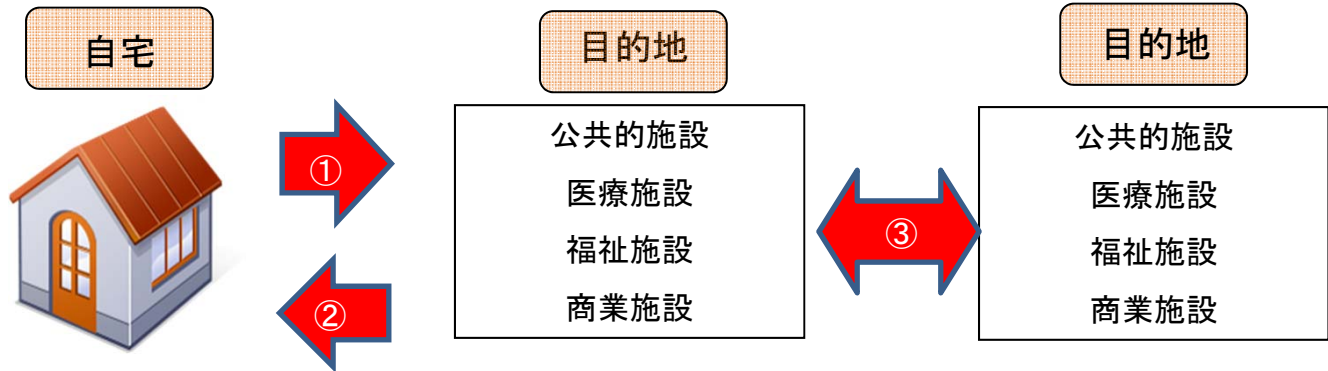 自宅
目的地
目的地
①
②
公共的施設
医療施設
福祉施設
商業施設
③
公共的施設
医療施設
福祉施設
商業施設